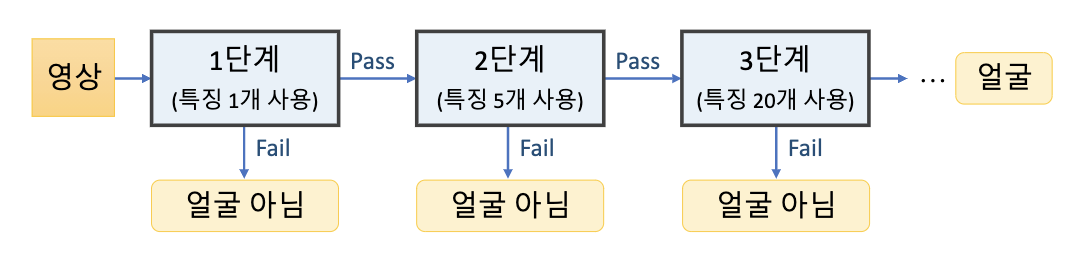 영상
1단계
(특징 1개 사용)
Pass
2단계
(특징 5개 사용)
Pass
3단계
(특징 20개 사용)
...
얼굴
Fail
Fail
Fail
얼굴 아님
얼굴 아님
얼굴 아님